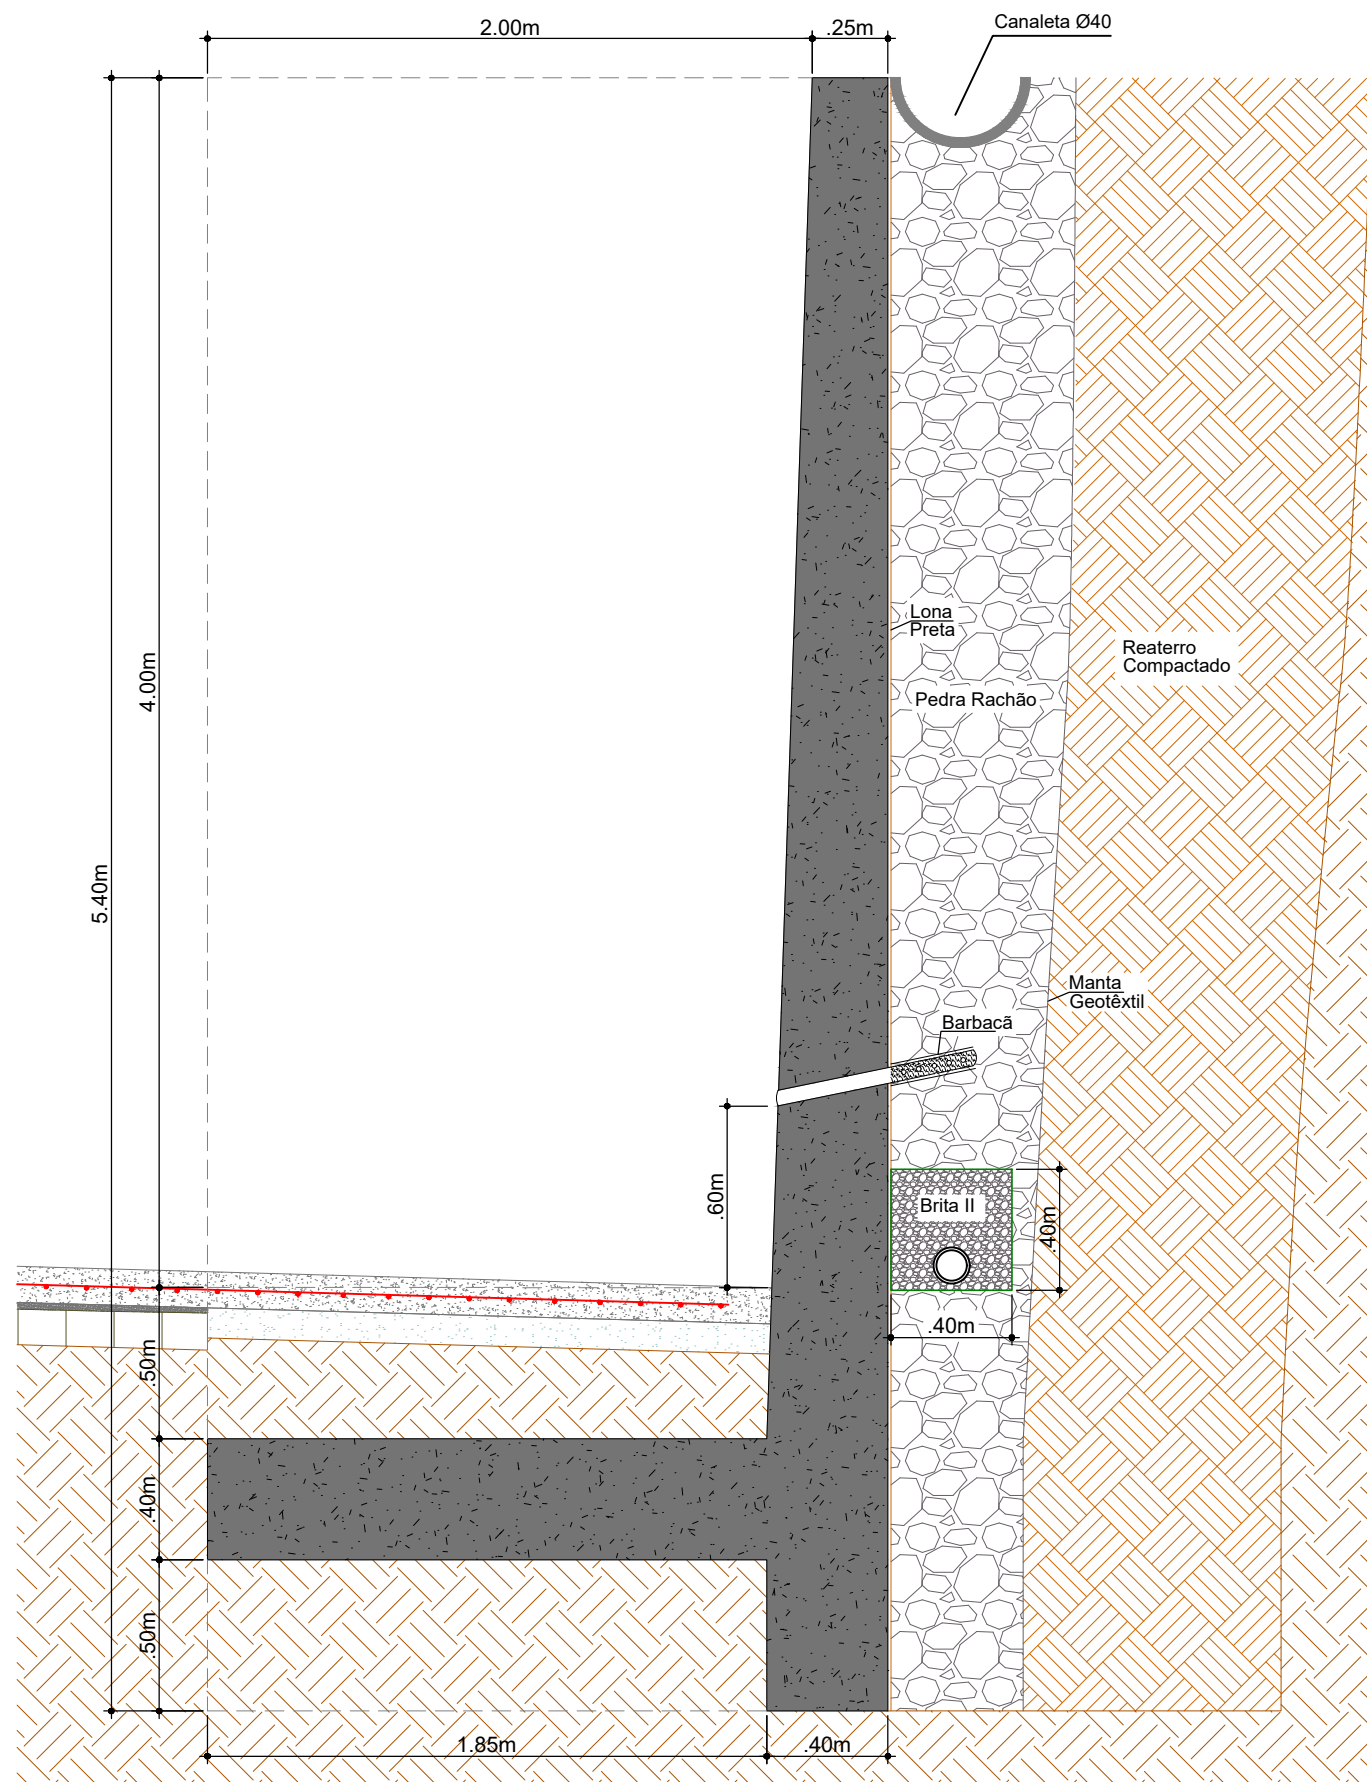 2.00m
.25m
Canaleta Ø40
4.00m
5.40m
Lona
Preta
Reaterro
Compactado
Pedra Rachão
Manta
Geotêxtil
Barbacã
.60m
Brita II
.40m
.40m
.50m
.40m
.50m
1.85m
.40m